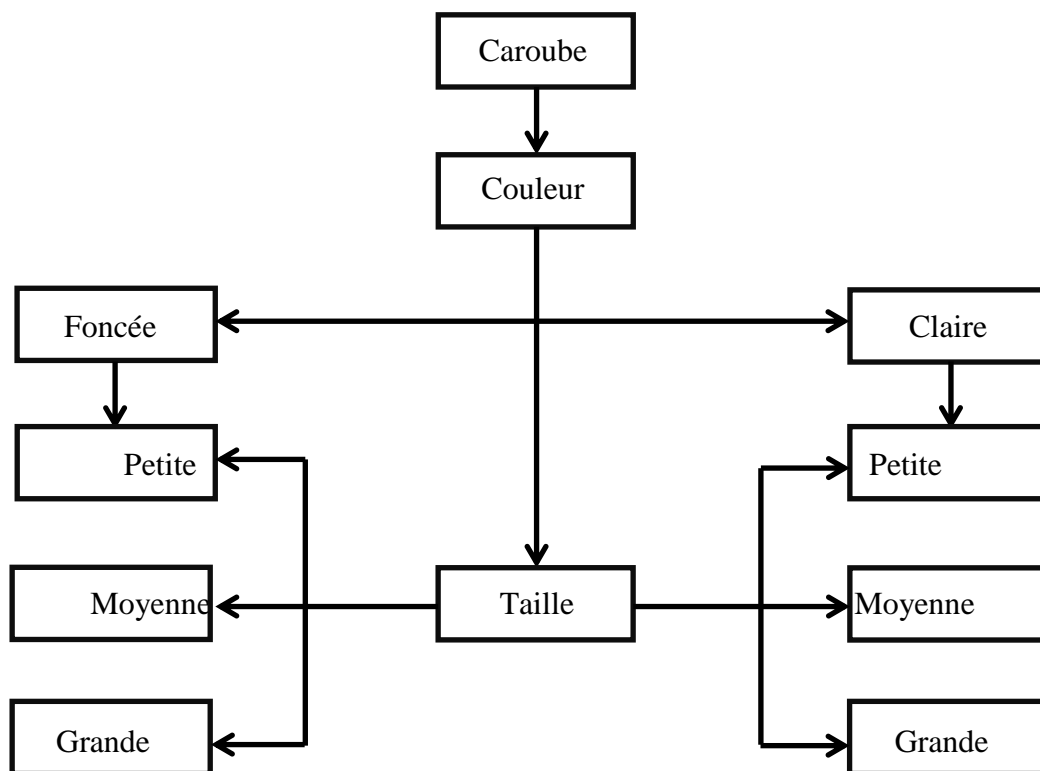 Caroube
Couleur
Foncée
Claire
Petite
Petite
Moyenne
Taille
Moyenne
Grande
Grande